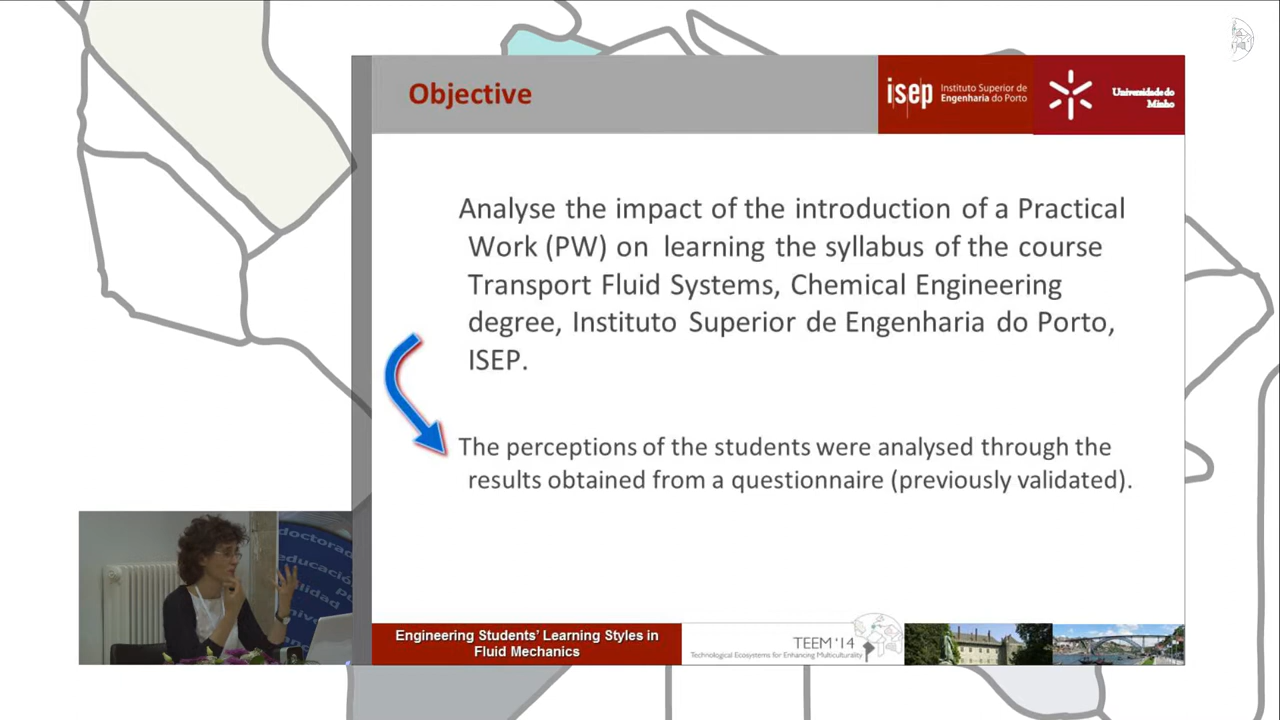 Objective
isep
Instituto Superior de
Engenharia do Porto
Universidade do
Minho
Analyse the impact of the introduction of a Practical
Work (PW) on learning the syllabus of the course
Transport Fluid Systems, Chemical Engineering
degree, Instituto Superior de Engenharia do Porto,
ISEP.
The perceptions of the students were analysed through the
results obtained from a questionnaire (previously validated).
doctorad
educación
Engineering Students' Learning Styles in
Fluid Mechanics
TEEM '14
Technological Ecosystems for Enhancing Multiculturality